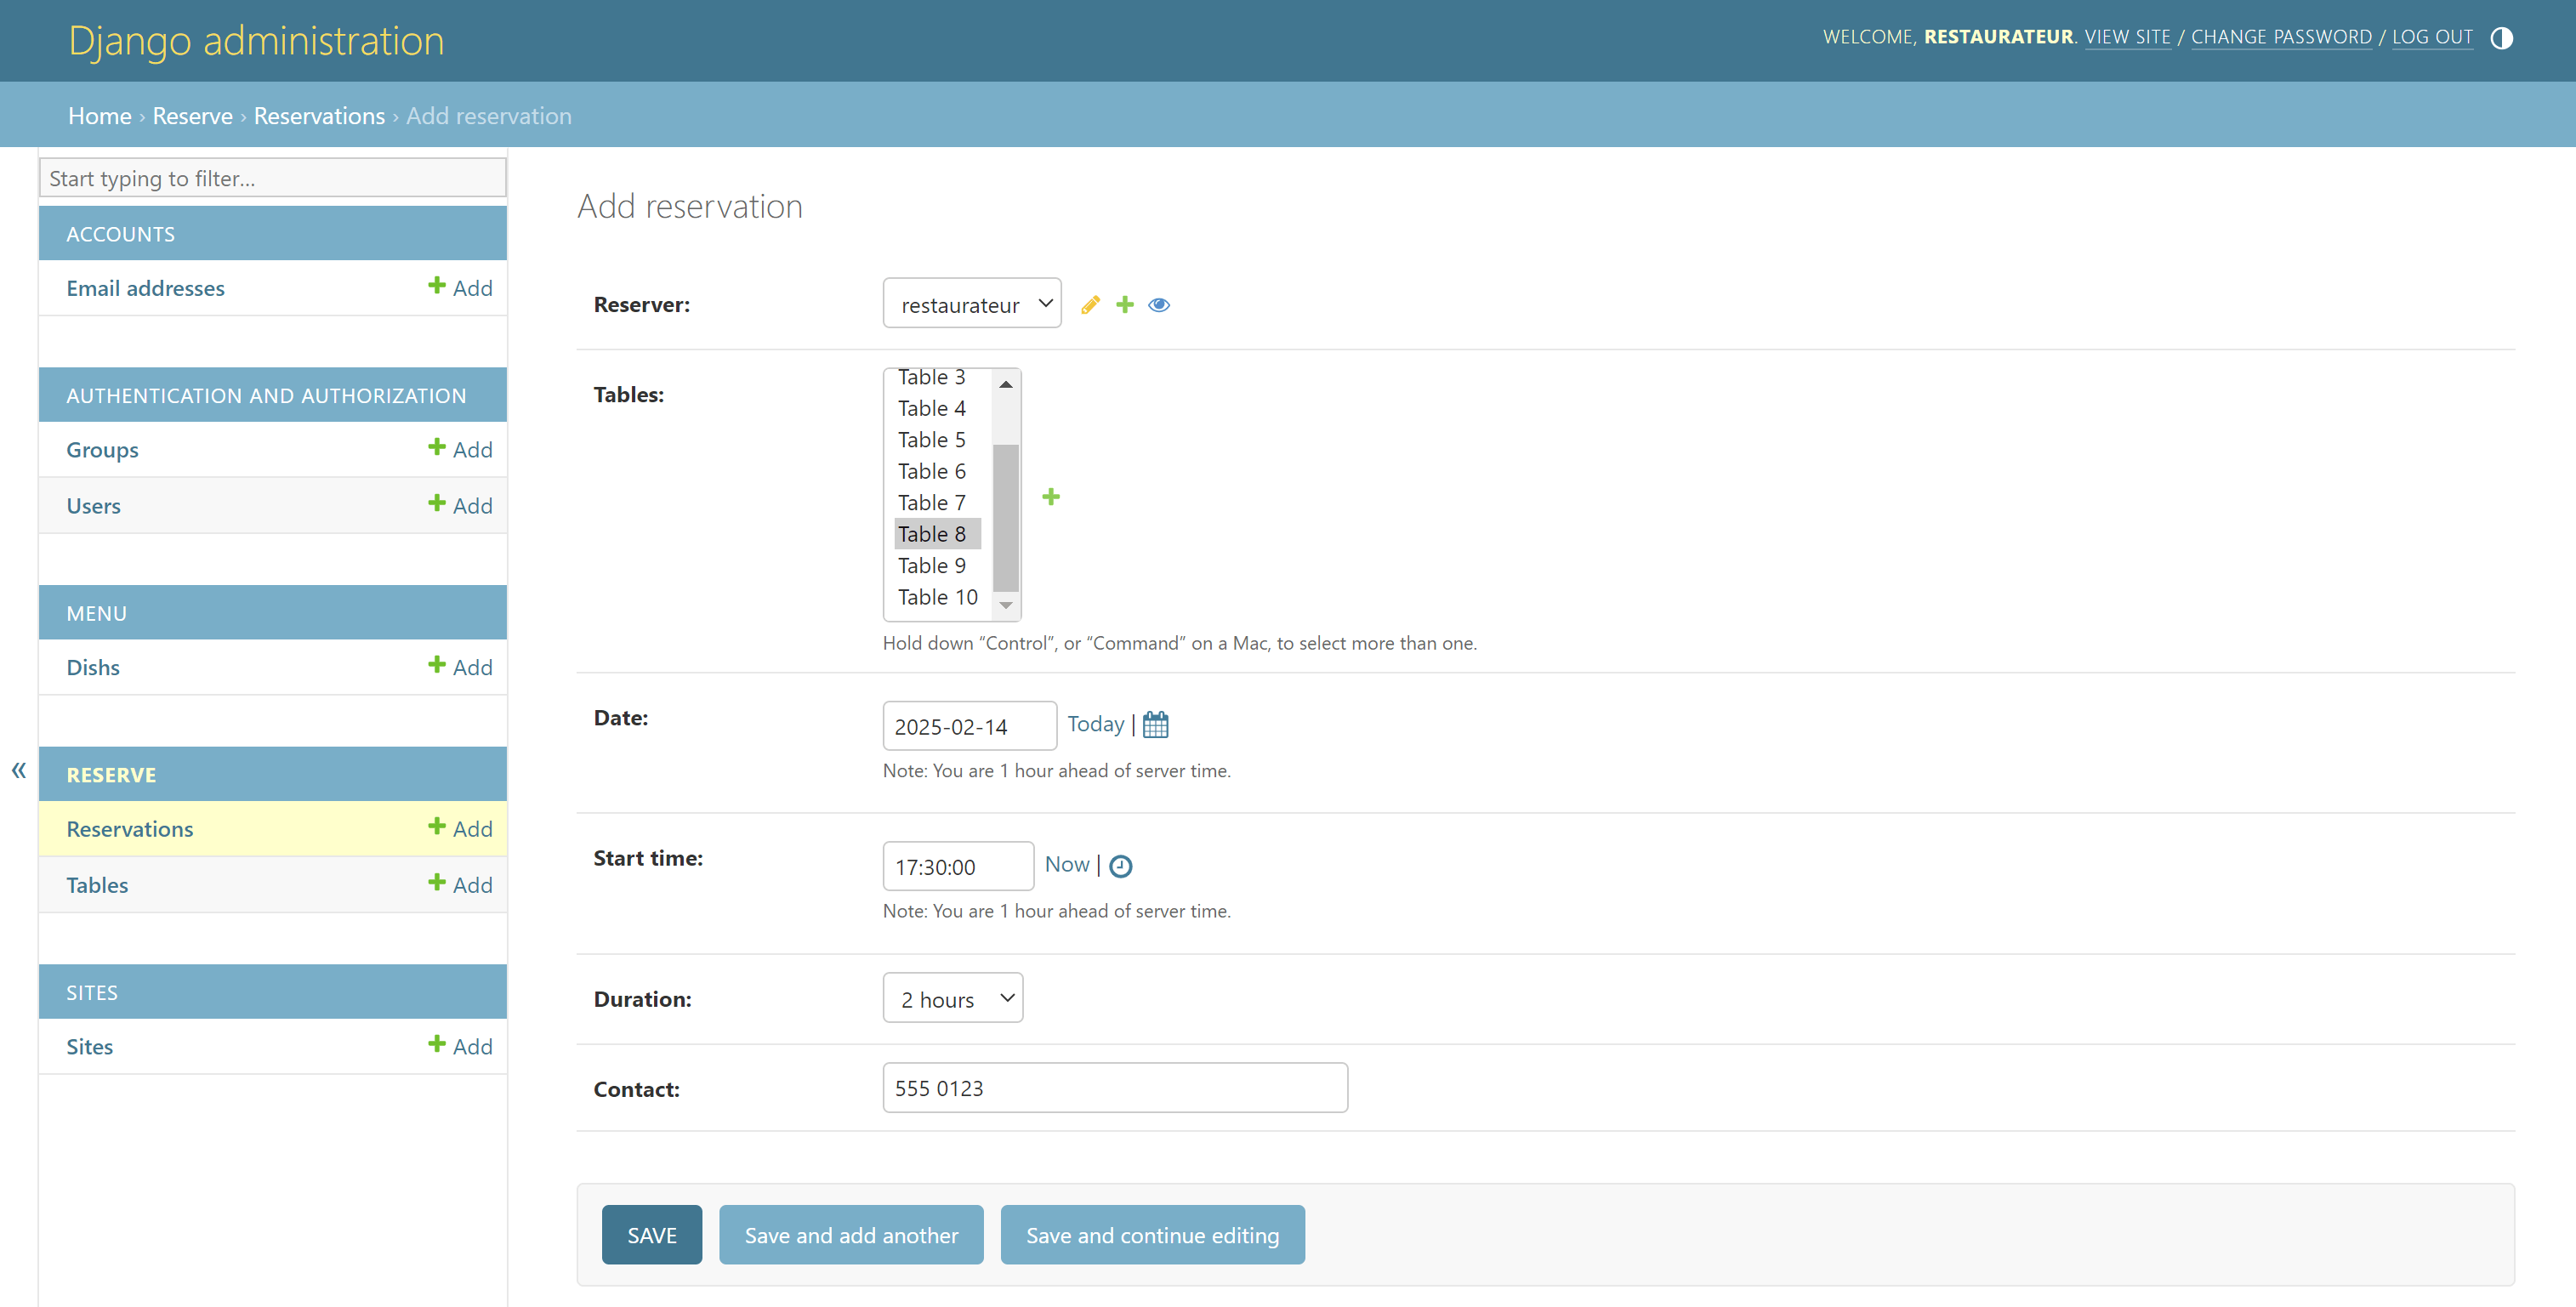 Django administration
WELCOME, RESTAURATEUR. VIEW SITE / CHANGE PASSWORD / LOG OUT
Home › Reserve › Reservations › Add reservation
Start typing to filter...
ACCOUNTS
Email addresses Add
AUTHENTICATION AND AUTHORIZATION
Groups Add
Users Add
MENU
Dishs Add
«
RESERVE
Reservations Add
Tables Add
SITES
Sites Add
Add reservation
Reserver: restaurateur
Tables:
Table 3
Table 4
Table 5
Table 6
Table 7
Table 8
Table 9
Table 10
Hold down “Control”, or “Command” on a Mac, to select more than one.
Date: 2025-02-14 Today |
Note: You are 1 hour ahead of server time.
Start time: 17:30:00 Now |
Note: You are 1 hour ahead of server time.
Duration: 2 hours
Contact: 555 0123
SAVE Save and add another Save and continue editing